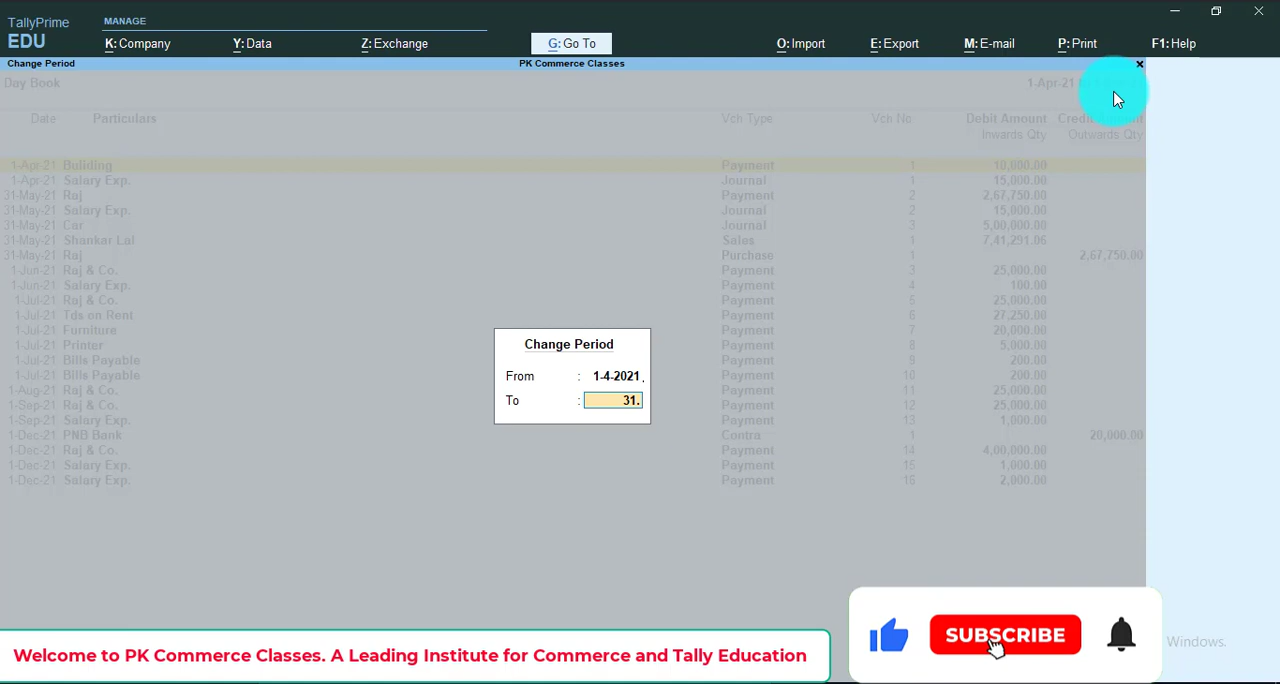 TallyPrime MANAGE
EDU K: Company Y: Data Z: Exchange G: Go To O: Import E: Export M: E-mail P: Print F1: Help
Change Period PK Commerce Classes
Day Book 1-Apr-21
Date Particulars Vch Type Vch No Debit Amount
Inwards Qty Outwards Qty
1-Apr-21 Buliding Payment 1 10,000.00
1-Apr-21 Salary Exp. Journal 1 15,000.00
31-May-21 Raj Payment 2 2,67,750.00
31-May-21 Salary Exp. Journal 2 15,000.00
31-May-21 Car Journal 3 5,00,000.00
31-May-21 Shankar Lal Sales 1 7,41,291.06
31-May-21 Raj Purchase 1 2,67,750.00
1-Jun-21 Raj & Co. Payment 3 25,000.00
1-Jun-21 Salary Exp. Payment 4 100.00
1-Jul-21 Raj & Co. Payment 5 25,000.00
1-Jul-21 Tds on Rent Payment 6 27,250.00
1-Jul-21 Furniture Payment 7 20,000.00
1-Jul-21 Printer Payment 8 5,000.00
1-Jul-21 Bills Payable Payment 9 200.00
1-Jul-21 Bills Payable Payment 10 200.00
1-Aug-21 Raj & Co. Payment 11 25,000.00
1-Sep-21 Raj & Co. Payment 12 25,000.00
1-Sep-21 Salary Exp. Payment 13 1,000.00
1-Dec-21 PNB Bank Contra 1 20,000.00
1-Dec-21 Raj & Co. Payment 14 4,00,000.00
1-Dec-21 Salary Exp. Payment 15 1,000.00
1-Dec-21 Salary Exp. Payment 16 2,000.00
Change Period
From : 1-4-2021
To : 31.
SUBSCRIBE
Windows.
Welcome to PK Commerce Classes. A Leading Institute for Commerce and Tally Education